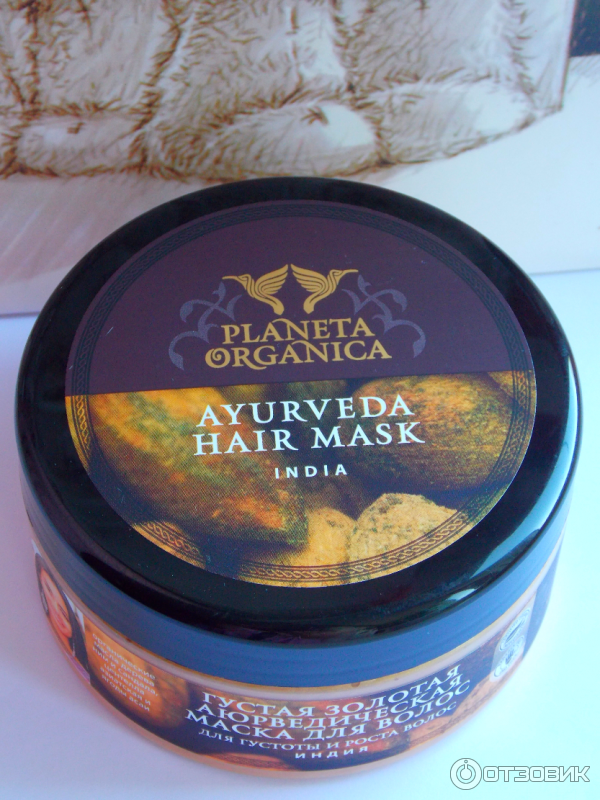 PLANETA
ORGANICA
AYURVEDA
HAIR MASK
INDIA
ГУСТАЯ ЗОЛОТАЯ
АЮРВЕДИЧЕСКАЯ
МАСКА ДЛЯ ВОЛОС
ДЛЯ ГУСТОТЫ И РОСТА ВОЛОС
ИНДИЯ
ОТЗОВИК